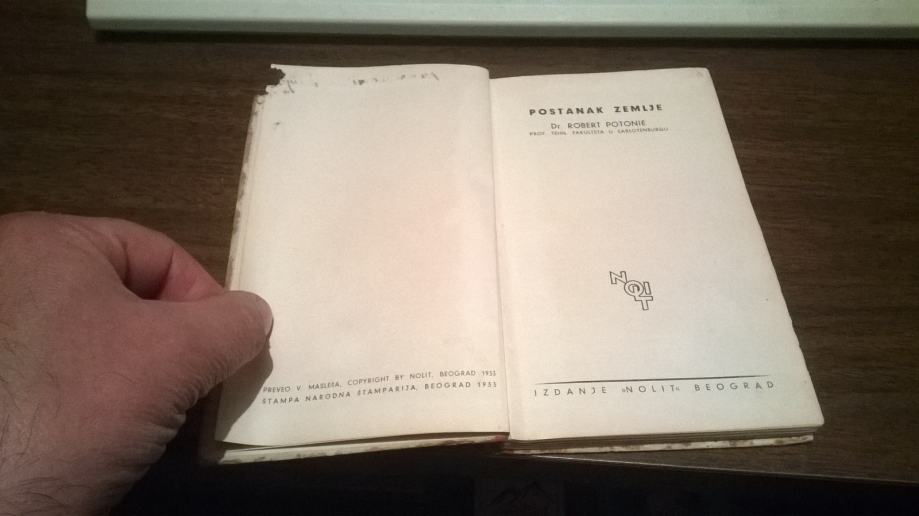 PREVEO V. MASLEŠA, COPYRIGHT BY NOLIT, BEOGRAD 1933
ŠTAMPA NARODNA ŠTAMPARIJA, BEOGRAD 1933
POSTANAK ZEMLJE
Dr. ROBERT POTONIE
PROF. TEHN. FAKULTETA U ŠARLOTENBURGU
NOLIT
IZDANJE »NOLIT« BEOGRAD